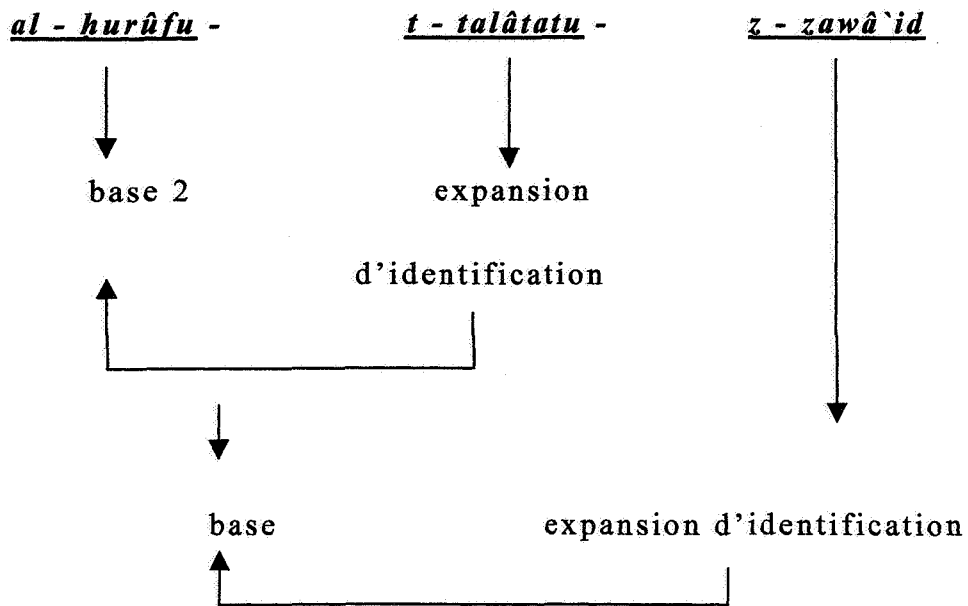 al - hurûfu - t - talâtatu - z - zawâ`id
base 2 expansion
d’identification
base expansion d’identification